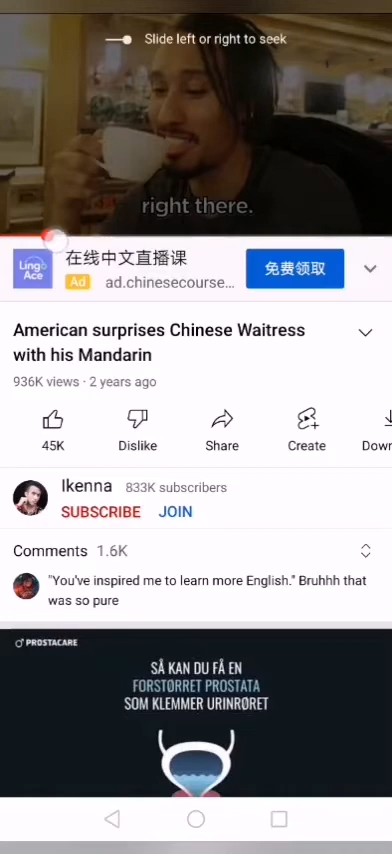 Slide left or right to seek
right there.
Lingo Ace
在线中文直播课
Ad ad.chinesecourse...
免费领取
American surprises Chinese Waitress
with his Mandarin
936K views · 2 years ago
45K
Dislike
Share
Create
Down
Ikenna 833K subscribers
SUBSCRIBE JOIN
Comments 1.6K
"You've inspired me to learn more English." Bruhhh that
was so pure
PROSTACARE
SÅ KAN DU FÅ EN
FORSTØRRET PROSTATA
SOM KLEMMER URINRØRET